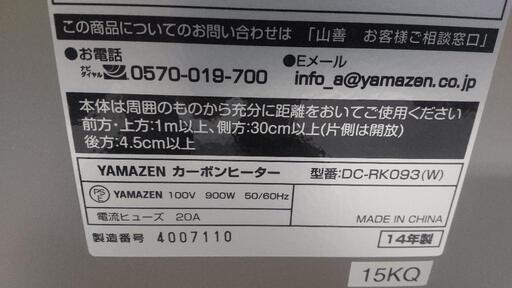 この商品についてのお問い合わせは 「山善 お客様ご相談窓口」
●お電話
ナビダイヤル 0570-019-700
●Eメール
info_a@yamazen.co.jp
本体は周囲のものから充分に距離をおいてご使用ください
前方・上方:1m以上、側方:30cm以上(片側は開放)
後方:4.5cm以上
YAMAZEN カーボンヒーター 型番:DC-RK093(W)
PSE YAMAZEN 100V 900W 50/60Hz
電流ヒューズ 20A
MADE IN CHINA
製造番号 4007110
14年製
15KQ